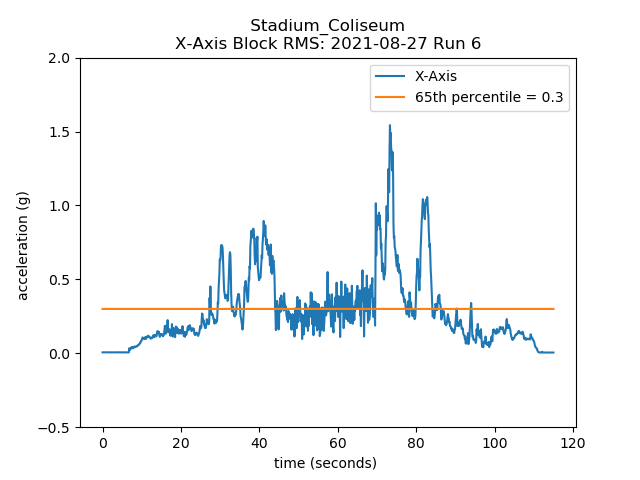 Stadium_Coliseum
X-Axis Block RMS: 2021-08-27 Run 6
X-Axis
65th percentile = 0.3
2.0
1.5
1.0
0.5
0.0
−0.5
acceleration (g)
0 20 40 60 80 100 120
time (seconds)